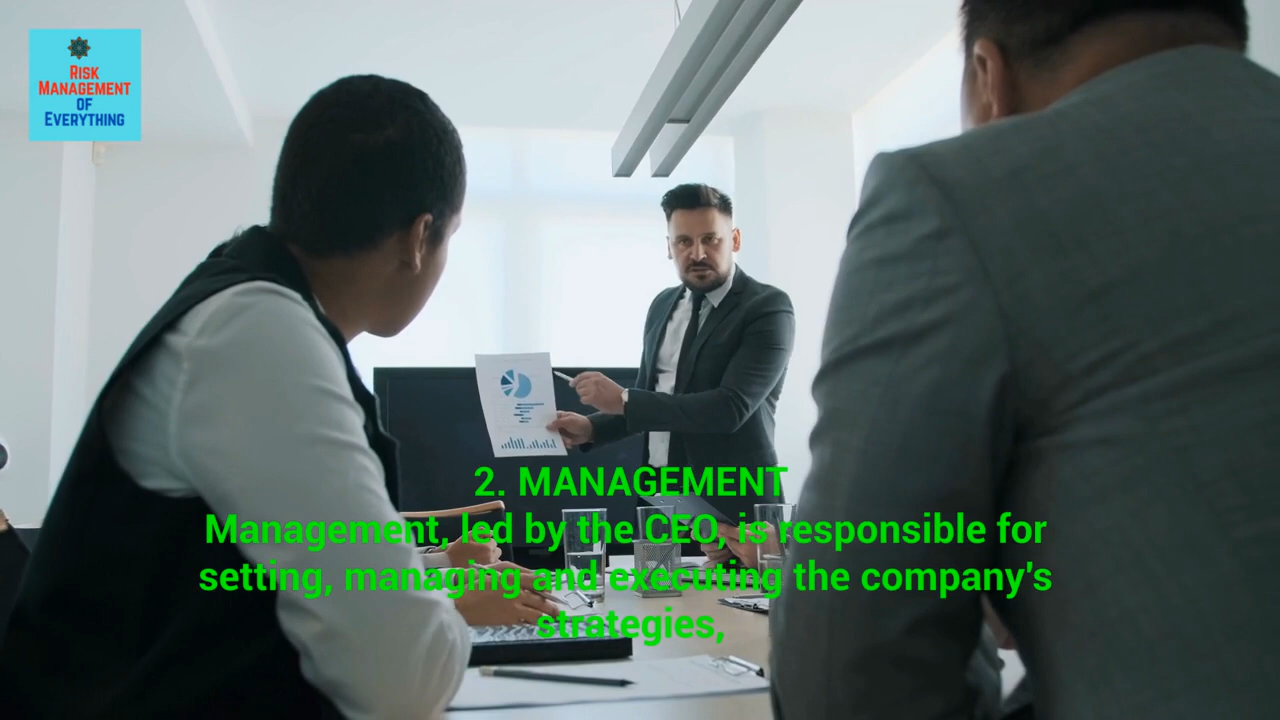 RISK
MANAGEMENT
OF
EVERYTHING
2. MANAGEMENT
Management, led by the CEO, is responsible for
setting, managing and executing the company's
strategies,